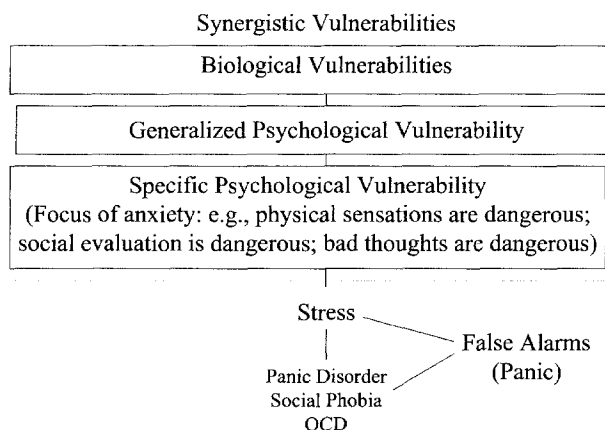 Synergistic Vulnerabilities
Biological Vulnerabilities
Generalized Psychological Vulnerability
Specific Psychological Vulnerability
(Focus of anxiety: e.g., physical sensations are dangerous;
social evaluation is dangerous; bad thoughts are dangerous)
Stress
False Alarms
(Panic)
Panic Disorder
Social Phobia
OCD